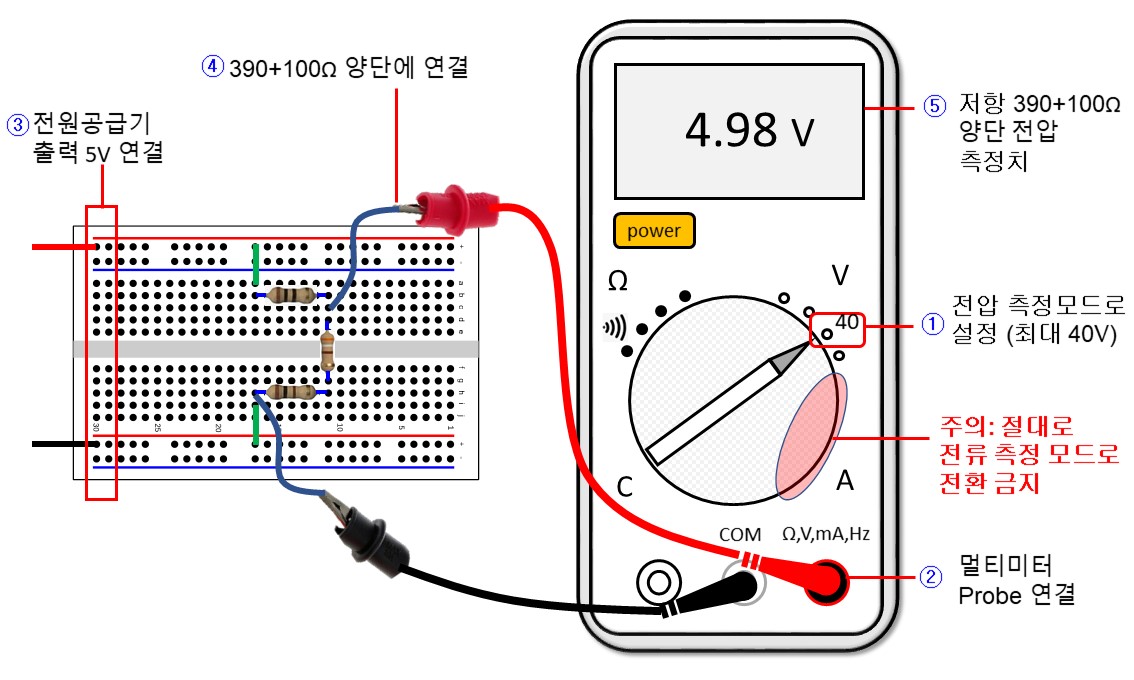 ④ 390+100Ω 양단에 연결
③ 전원공급기
출력 5V 연결
4.98 V
⑤ 저항 390+100Ω
양단 전압
측정치
power
Ω
V
40
① 전압 측정모드로
설정 (최대 40V)
주의: 절대로
전류 측정 모드로
전환 금지
C
A
COM
Ω,V,mA,Hz
② 멀티미터
Probe 연결
+
-
a
b
c
d
e
f
g
h
i
j
30
25
20
15
10
5
1
+
-